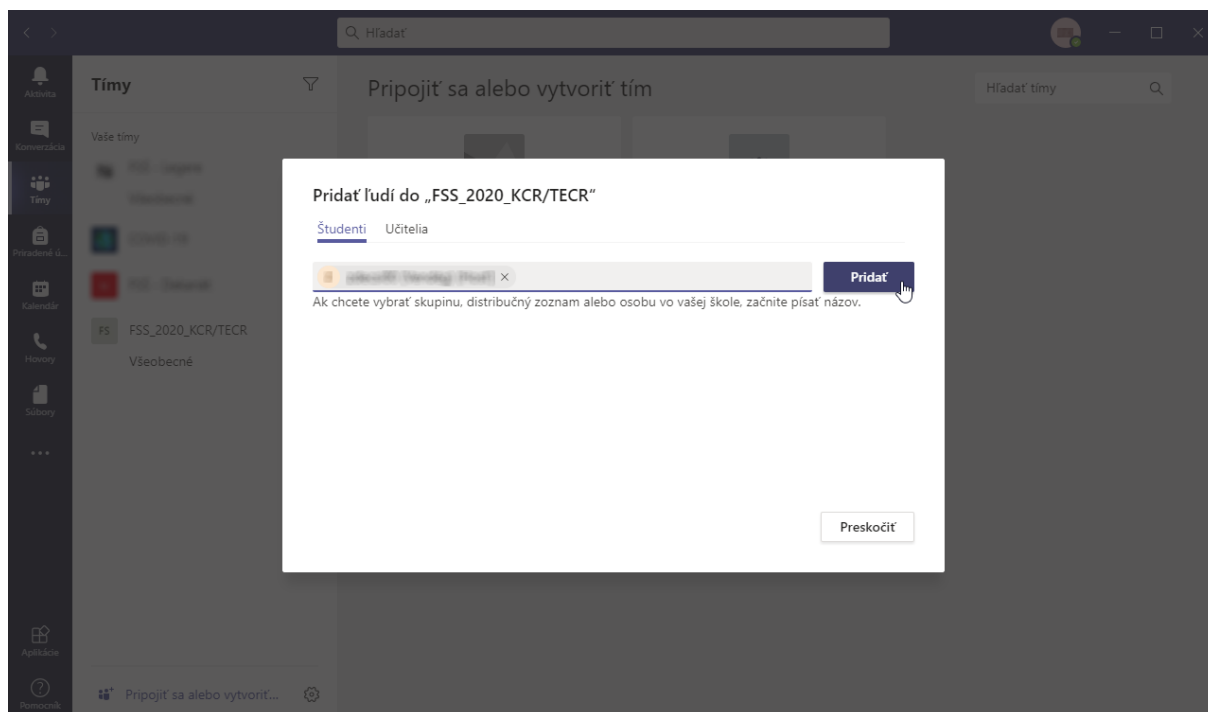 Hľadať
Aktivita
Konverzácia
Tímy
Priradené ú...
Kalendár
Hovory
Súbory
Aplikácie
Pomocník
Tímy
Vaše tímy
FS FSS_2020_KCR/TECR
Všeobecné
Pripojiť sa alebo vytvoriť...
Pripojiť sa alebo vytvoriť tím
Hľadať tímy
Pridať ľudí do „FSS_2020_KCR/TECR“
Študenti Učitelia
Pridať
Ak chcete vybrať skupinu, distribučný zoznam alebo osobu vo vašej škole, začnite písať názov.
Preskočiť